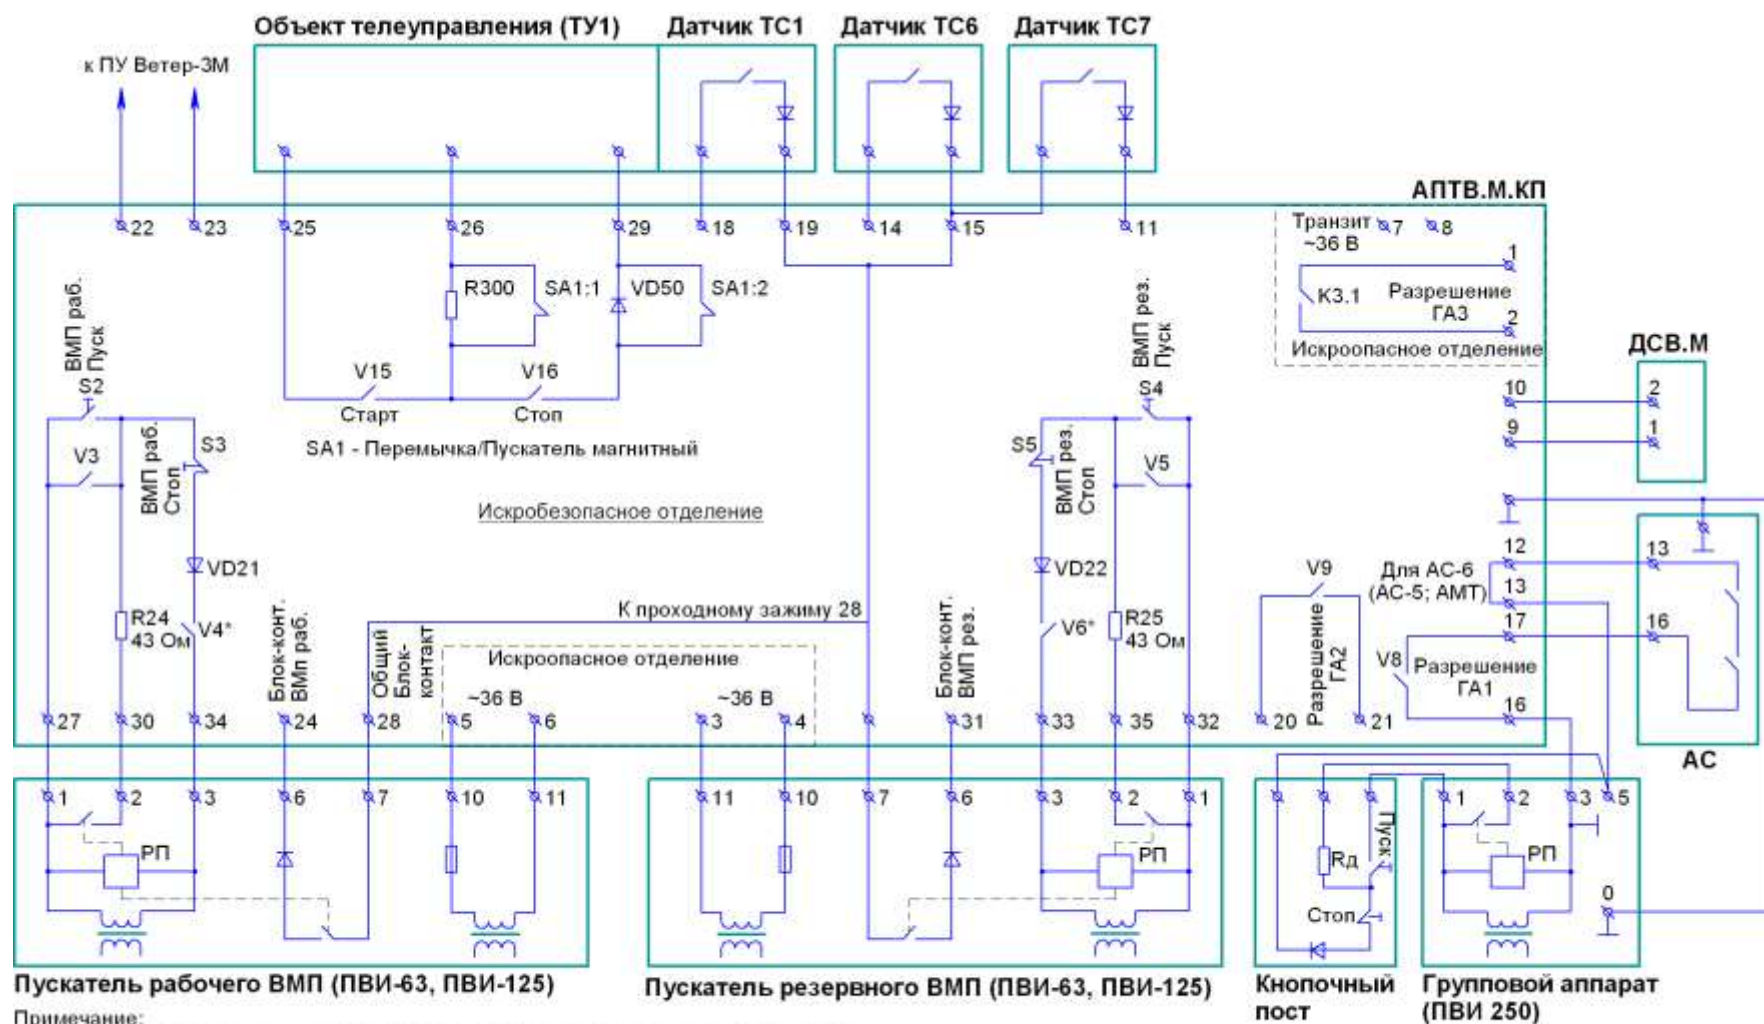 Объект телеуправления (ТУ1)
Датчик ТС1
Датчик ТС6
Датчик ТС7
к ПУ Ветер-3М
АПТВ.М.КП
22
23
25
26
29
18
19
14
15
11
Транзит
~36 В
7
8
1
K3.1
Разрешение
ГА3
2
Искроопасное отделение
ДСВ.М
R300
SA1:1
VD50
SA1:2
ВМП раб.
Пуск
S2
V15
Старт
V16
Стоп
ВМП рез.
Пуск
S4
10
2
9
1
V3
ВМП раб.
Стоп
S3
SA1 - Перемычка/Пускатель магнитный
S5
ВМП рез.
Стоп
V5
Искробезопасное отделение
VD21
VD22
V9
Для АС-6
(АС-5; АМТ)
12
13
13
17
16
R24
43 Ом
V4*
К проходному зажиму 28
V6*
R25
43 Ом
Блок-конт.
ВМп раб.
Общий
Блок-
контакт
Искроопасное отделение
~36 В
~36 В
Блок-конт.
ВМП рез.
Разрешение
ГА2
V8
Разрешение
ГА1
16
27
30
34
24
28
5
6
3
4
31
33
35
32
20
21
АС
1
2
3
6
7
10
11
11
10
7
6
3
2
1
1
2
3
5
РП
РП
Rд
Пуск
Стоп
РП
0
Пускатель рабочего ВМП (ПВИ-63, ПВИ-125)
Пускатель резервного ВМП (ПВИ-63, ПВИ-125)
Кнопочный
пост
Групповой аппарат
(ПВИ 250)
Примечание: